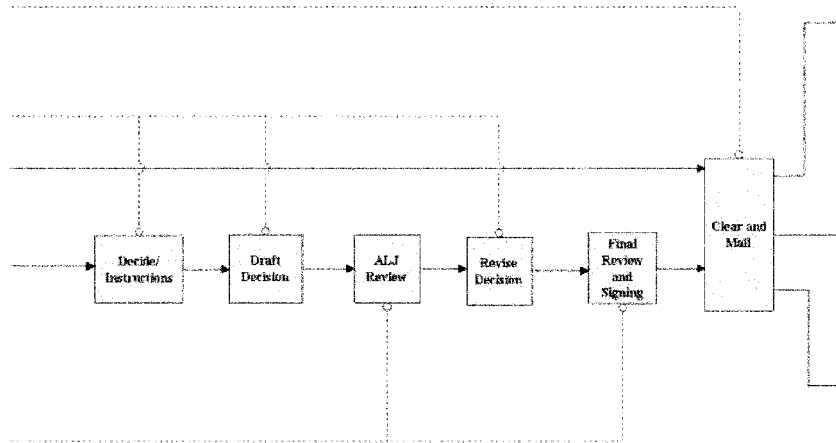 Decide/
Instructions
Draft
Decision
ALJ
Review
Revise
Decision
Final
Review
and
Signing
Clear and
Mail